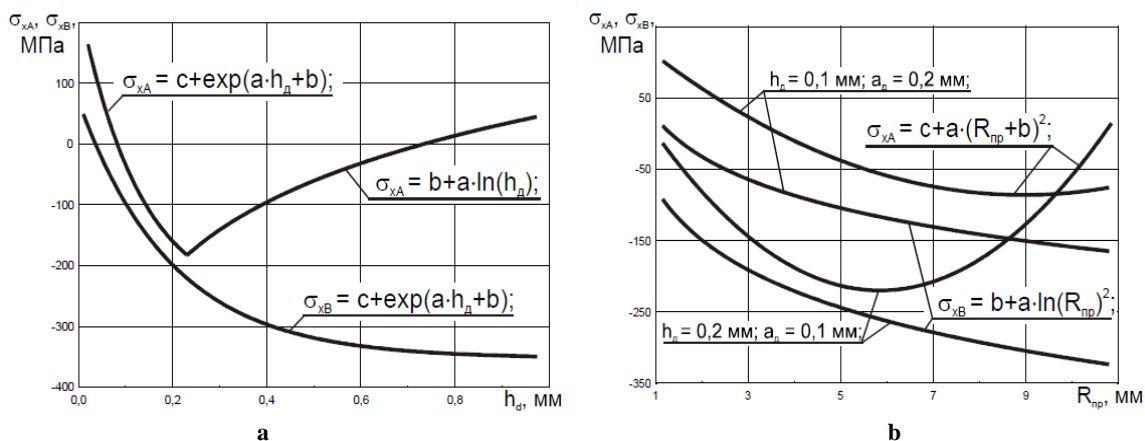 σxA, σxB,
МПа
100
0
-100
-200
-300
-400
0,0
0,2
0,4
0,6
0,8
hd, мм
σxA = c+exp(a·hд+b);
σxA = b+a·ln(hд);
σxB = c+exp(a·hд+b);
a
σxA, σxB,
МПа
50
-50
-150
-250
-350
1
3
5
7
9
Rпр, мм
hд = 0,1 мм; aд = 0,2 мм;
σxA = c+a·(Rпр+b)²;
σxB = b+a·ln(Rпр)²;
hд = 0,2 мм; aд = 0,1 мм;
b